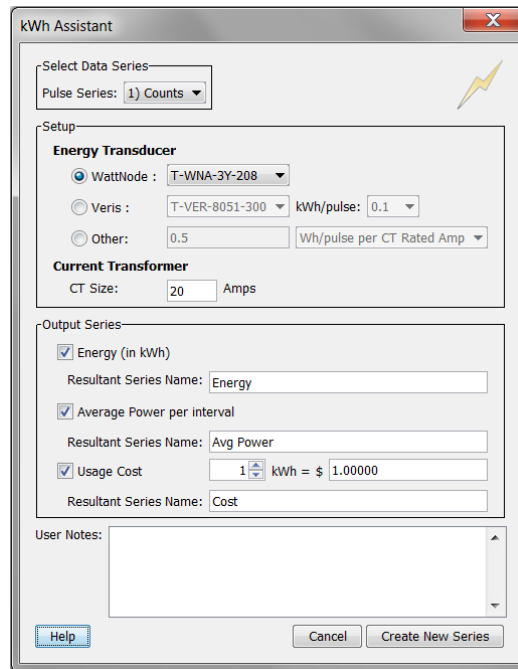 kWh Assistant
X
Select Data Series
Pulse Series: 1) Counts
Setup
Energy Transducer
WattNode : T-WNA-3Y-208
Veris : T-VER-8051-300 kWh/pulse: 0.1
Other: 0.5 Wh/pulse per CT Rated Amp
Current Transformer
CT Size: 20 Amps
Output Series
Energy (in kWh)
Resultant Series Name: Energy
Average Power per interval
Resultant Series Name: Avg Power
Usage Cost 1 kWh = $ 1.00000
Resultant Series Name: Cost
User Notes:
Help Cancel Create New Series